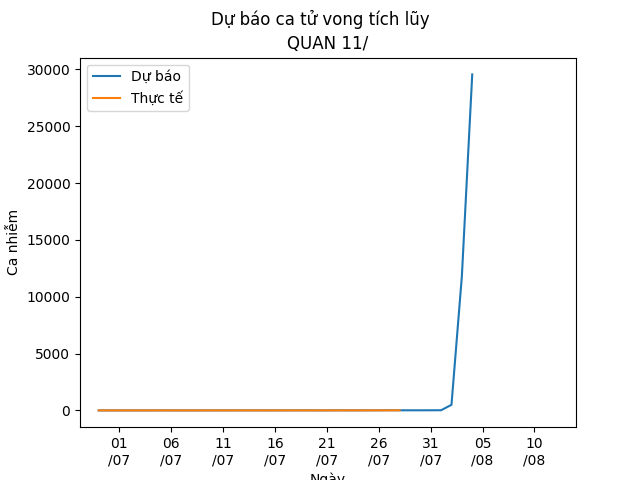 Dự báo ca tử vong tích lũy
QUAN 11/
Dự báo
Thực tế
Ca nhiễm
30000
25000
20000
15000
10000
5000
0
01 06 11 16 21 26 31 05 10
/07 /07 /07 /07 /07 /07 /07 /08 /08
Ngày